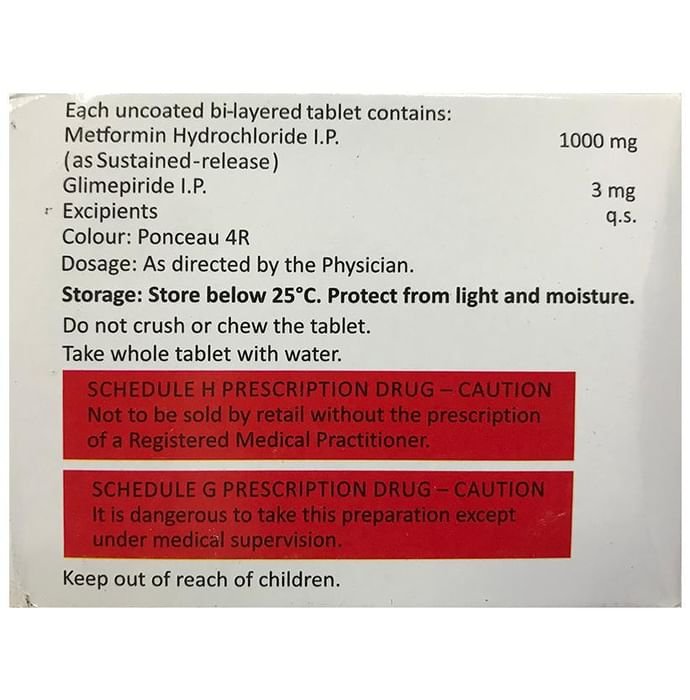 Each uncoated bi-layered tablet contains:
Metformin Hydrochloride I.P. 1000 mg
(as Sustained-release)
Glimepiride I.P. 3 mg
Excipients q.s.
Colour: Ponceau 4R
Dosage: As directed by the Physician.
Storage: Store below 25°C. Protect from light and moisture.
Do not crush or chew the tablet.
Take whole tablet with water.
SCHEDULE H PRESCRIPTION DRUG – CAUTION
Not to be sold by retail without the prescription
of a Registered Medical Practitioner.
SCHEDULE G PRESCRIPTION DRUG – CAUTION
It is dangerous to take this preparation except
under medical supervision.
Keep out of reach of children.